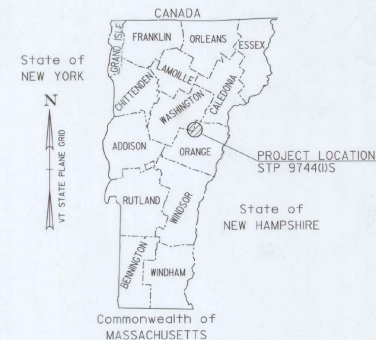 CANADA
State of
NEW YORK
N
VT STATE PLANE GRID
GRAND ISLE
FRANKLIN
ORLEANS
ESSEX
CHITTENDEN
LAMOILLE
CALEDONIA
WASHINGTON
ADDISON
ORANGE
PROJECT LOCATION
STP 9744(1)S
RUTLAND
WINDSOR
State of
NEW HAMPSHIRE
BENNINGTON
WINDHAM
Commonwealth of
MASSACHUSETTS